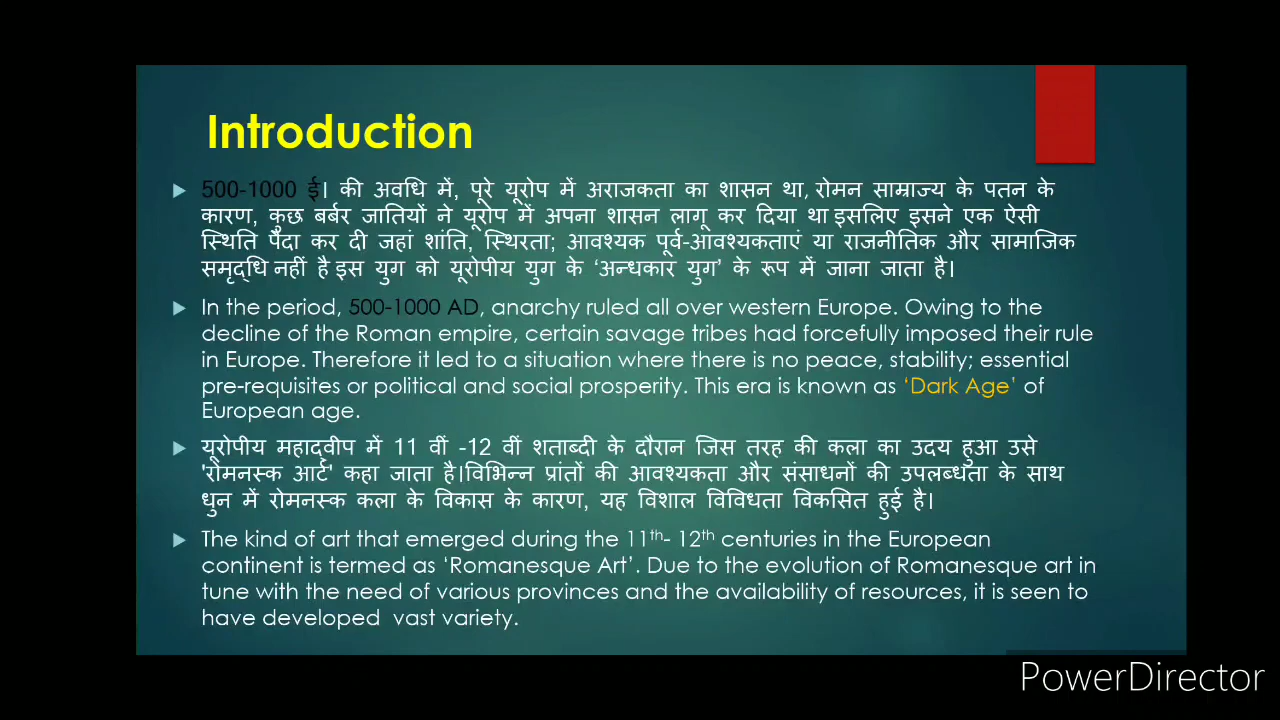 Introduction
500-1000 ई। की अवधि में, पूरे यूरोप में अराजकता का शासन था, रोमन साम्राज्य के पतन के
कारण, कुछ बर्बर जातियों ने यूरोप में अपना शासन लागू कर दिया था इसलिए इसने एक ऐसी
स्थिति पैदा कर दी जहां शांति, स्थिरता; आवश्यक पूर्व-आवश्यकताएं या राजनीतिक और सामाजिक
समृद्धि नहीं है इस युग को यूरोपीय युग के ‘अन्धकार युग’ के रूप में जाना जाता है।
In the period, 500-1000 AD, anarchy ruled all over western Europe. Owing to the
decline of the Roman empire, certain savage tribes had forcefully imposed their rule
in Europe. Therefore it led to a situation where there is no peace, stability; essential
pre-requisites or political and social prosperity. This era is known as ‘Dark Age’ of
European age.
यूरोपीय महाद्वीप में 11 वीं -12 वीं शताब्दी के दौरान जिस तरह की कला का उदय हुआ उसे
'रोमनस्क आर्ट' कहा जाता है।विभिन्न प्रांतों की आवश्यकता और संसाधनों की उपलब्धता के साथ
धुन में रोमनस्क कला के विकास के कारण, यह विशाल विविधता विकसित हुई है।
The kind of art that emerged during the 11th- 12th centuries in the European
continent is termed as ‘Romanesque Art’. Due to the evolution of Romanesque art in
tune with the need of various provinces and the availability of resources, it is seen to
have developed  vast variety.
PowerDirector